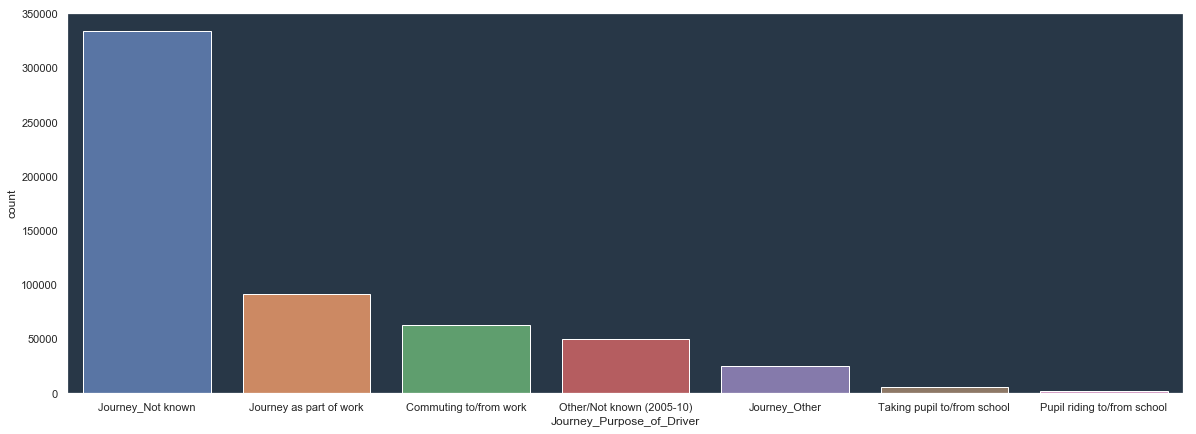 350000
300000
250000
200000
150000
100000
50000
0
count
Journey_Not known
Journey as part of work
Commuting to/from work
Other/Not known (2005-10)
Journey_Other
Taking pupil to/from school
Pupil riding to/from school
Journey_Purpose_of_Driver